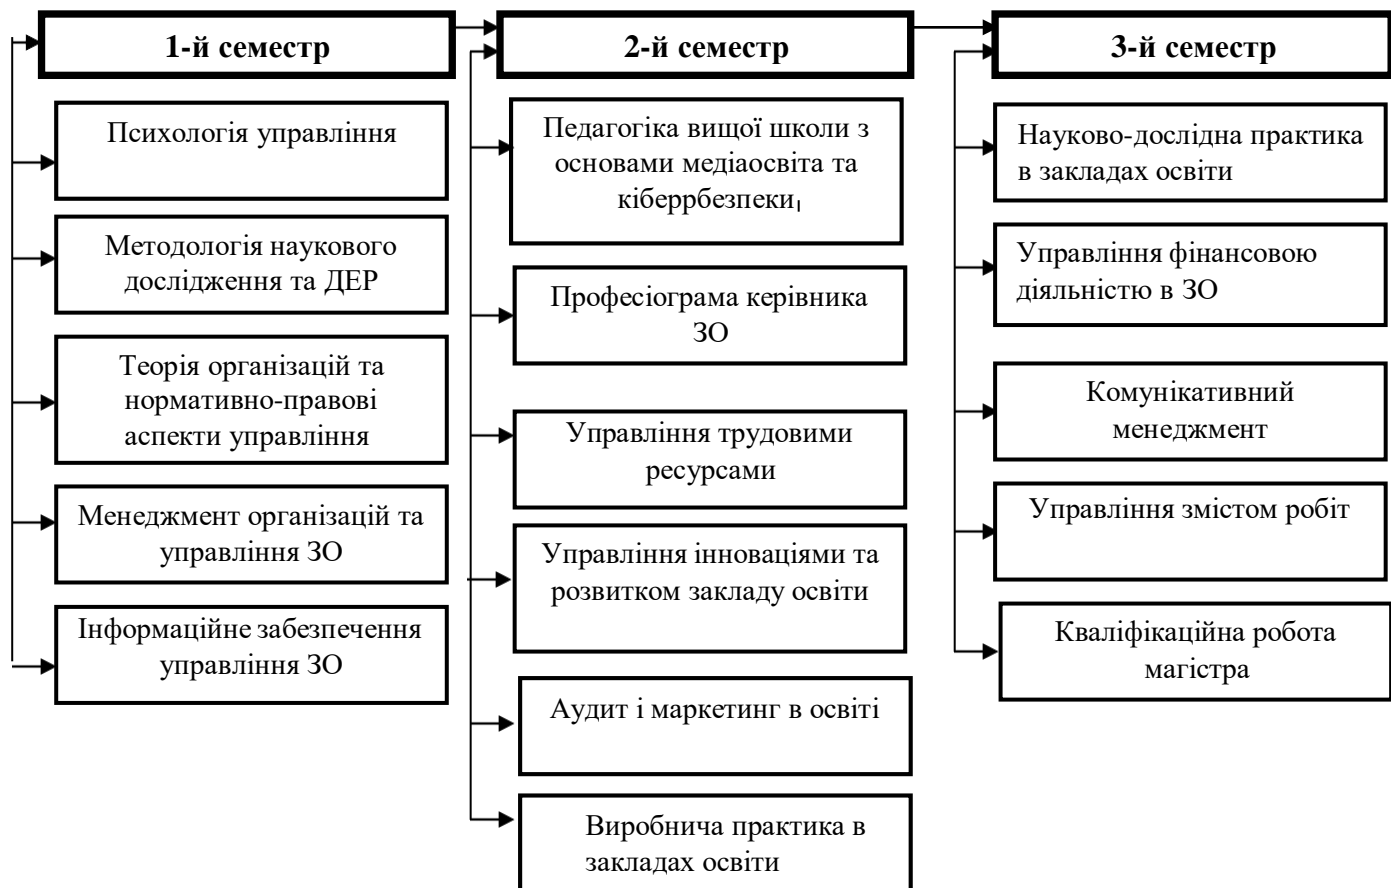 1-й семестр
Психологія управління
Методологія наукового
дослідження та ДЕР
Теорія організацій та
нормативно-правові
аспекти управління
Менеджмент організацій та
управління ЗО
Інформаційне забезпечення
управління ЗО
2-й семестр
Педагогіка вищої школи з
основами медіаосвіта та
кіберрбезпеки
Професіограма керівника
ЗО
Управління трудовими
ресурсами
Управління інноваціями та
розвитком закладу освіти
Аудит і маркетинг в освіті
Виробнича практика в
закладах освіти
3-й семестр
Науково-дослідна практика
в закладах освіти
Управління фінансовою
діяльністю в ЗО
Комунікативний
менеджмент
Управління змістом робіт
Кваліфікаційна робота
магістра